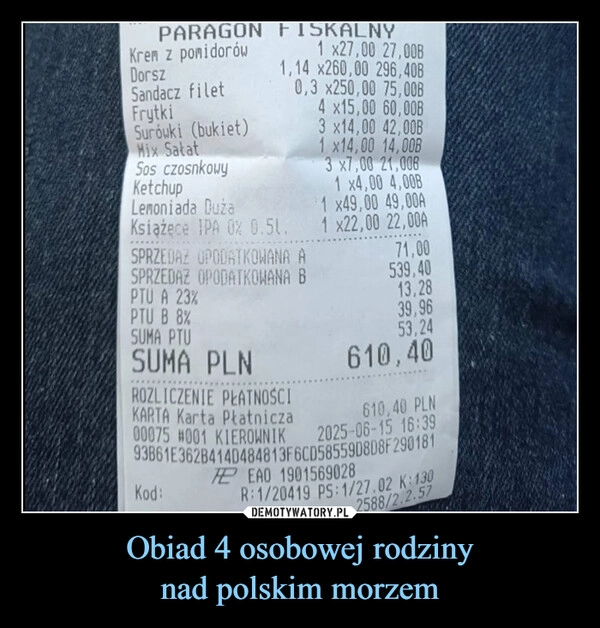 PARAGON FISKALNY
Krem z pomidorów 1 x27,00 27,00B
Dorsz 1,14 x260,00 296,40B
Sandacz filet 0,3 x250,00 75,00B
Frytki 4 x15,00 60,00B
Surówki (bukiet) 3 x14,00 42,00B
Mix Sałat 1 x14,00 14,00B
Sos czosnkowy 3 x7,00 21,00B
Ketchup 1 x4,00 4,00B
Lemoniada Duża 1 x49,00 49,00A
Książęce IPA 0% 0.5l. 1 x22,00 22,00A
SPRZEDAŻ OPODATKOWANA A 71,00
SPRZEDAŻ OPODATKOWANA B 539,40
PTU A 23% 13,28
PTU B 8% 39,96
SUMA PTU 53,24
SUMA PLN 610,40
ROZLICZENIE PŁATNOŚCI
KARTA Karta Płatnicza 610,40 PLN
00075 #001 KIEROWNIK 2025-06-15 16:39
93B61E362B414D484813F6CD58559D8D8F290181
EAO 1901569028
Kod: R:1/20419 PS:1/27.02 K:130
2586/2.2.57
DEMOTYWATORY.PL
Obiad 4 osobowej rodziny
nad polskim morzem